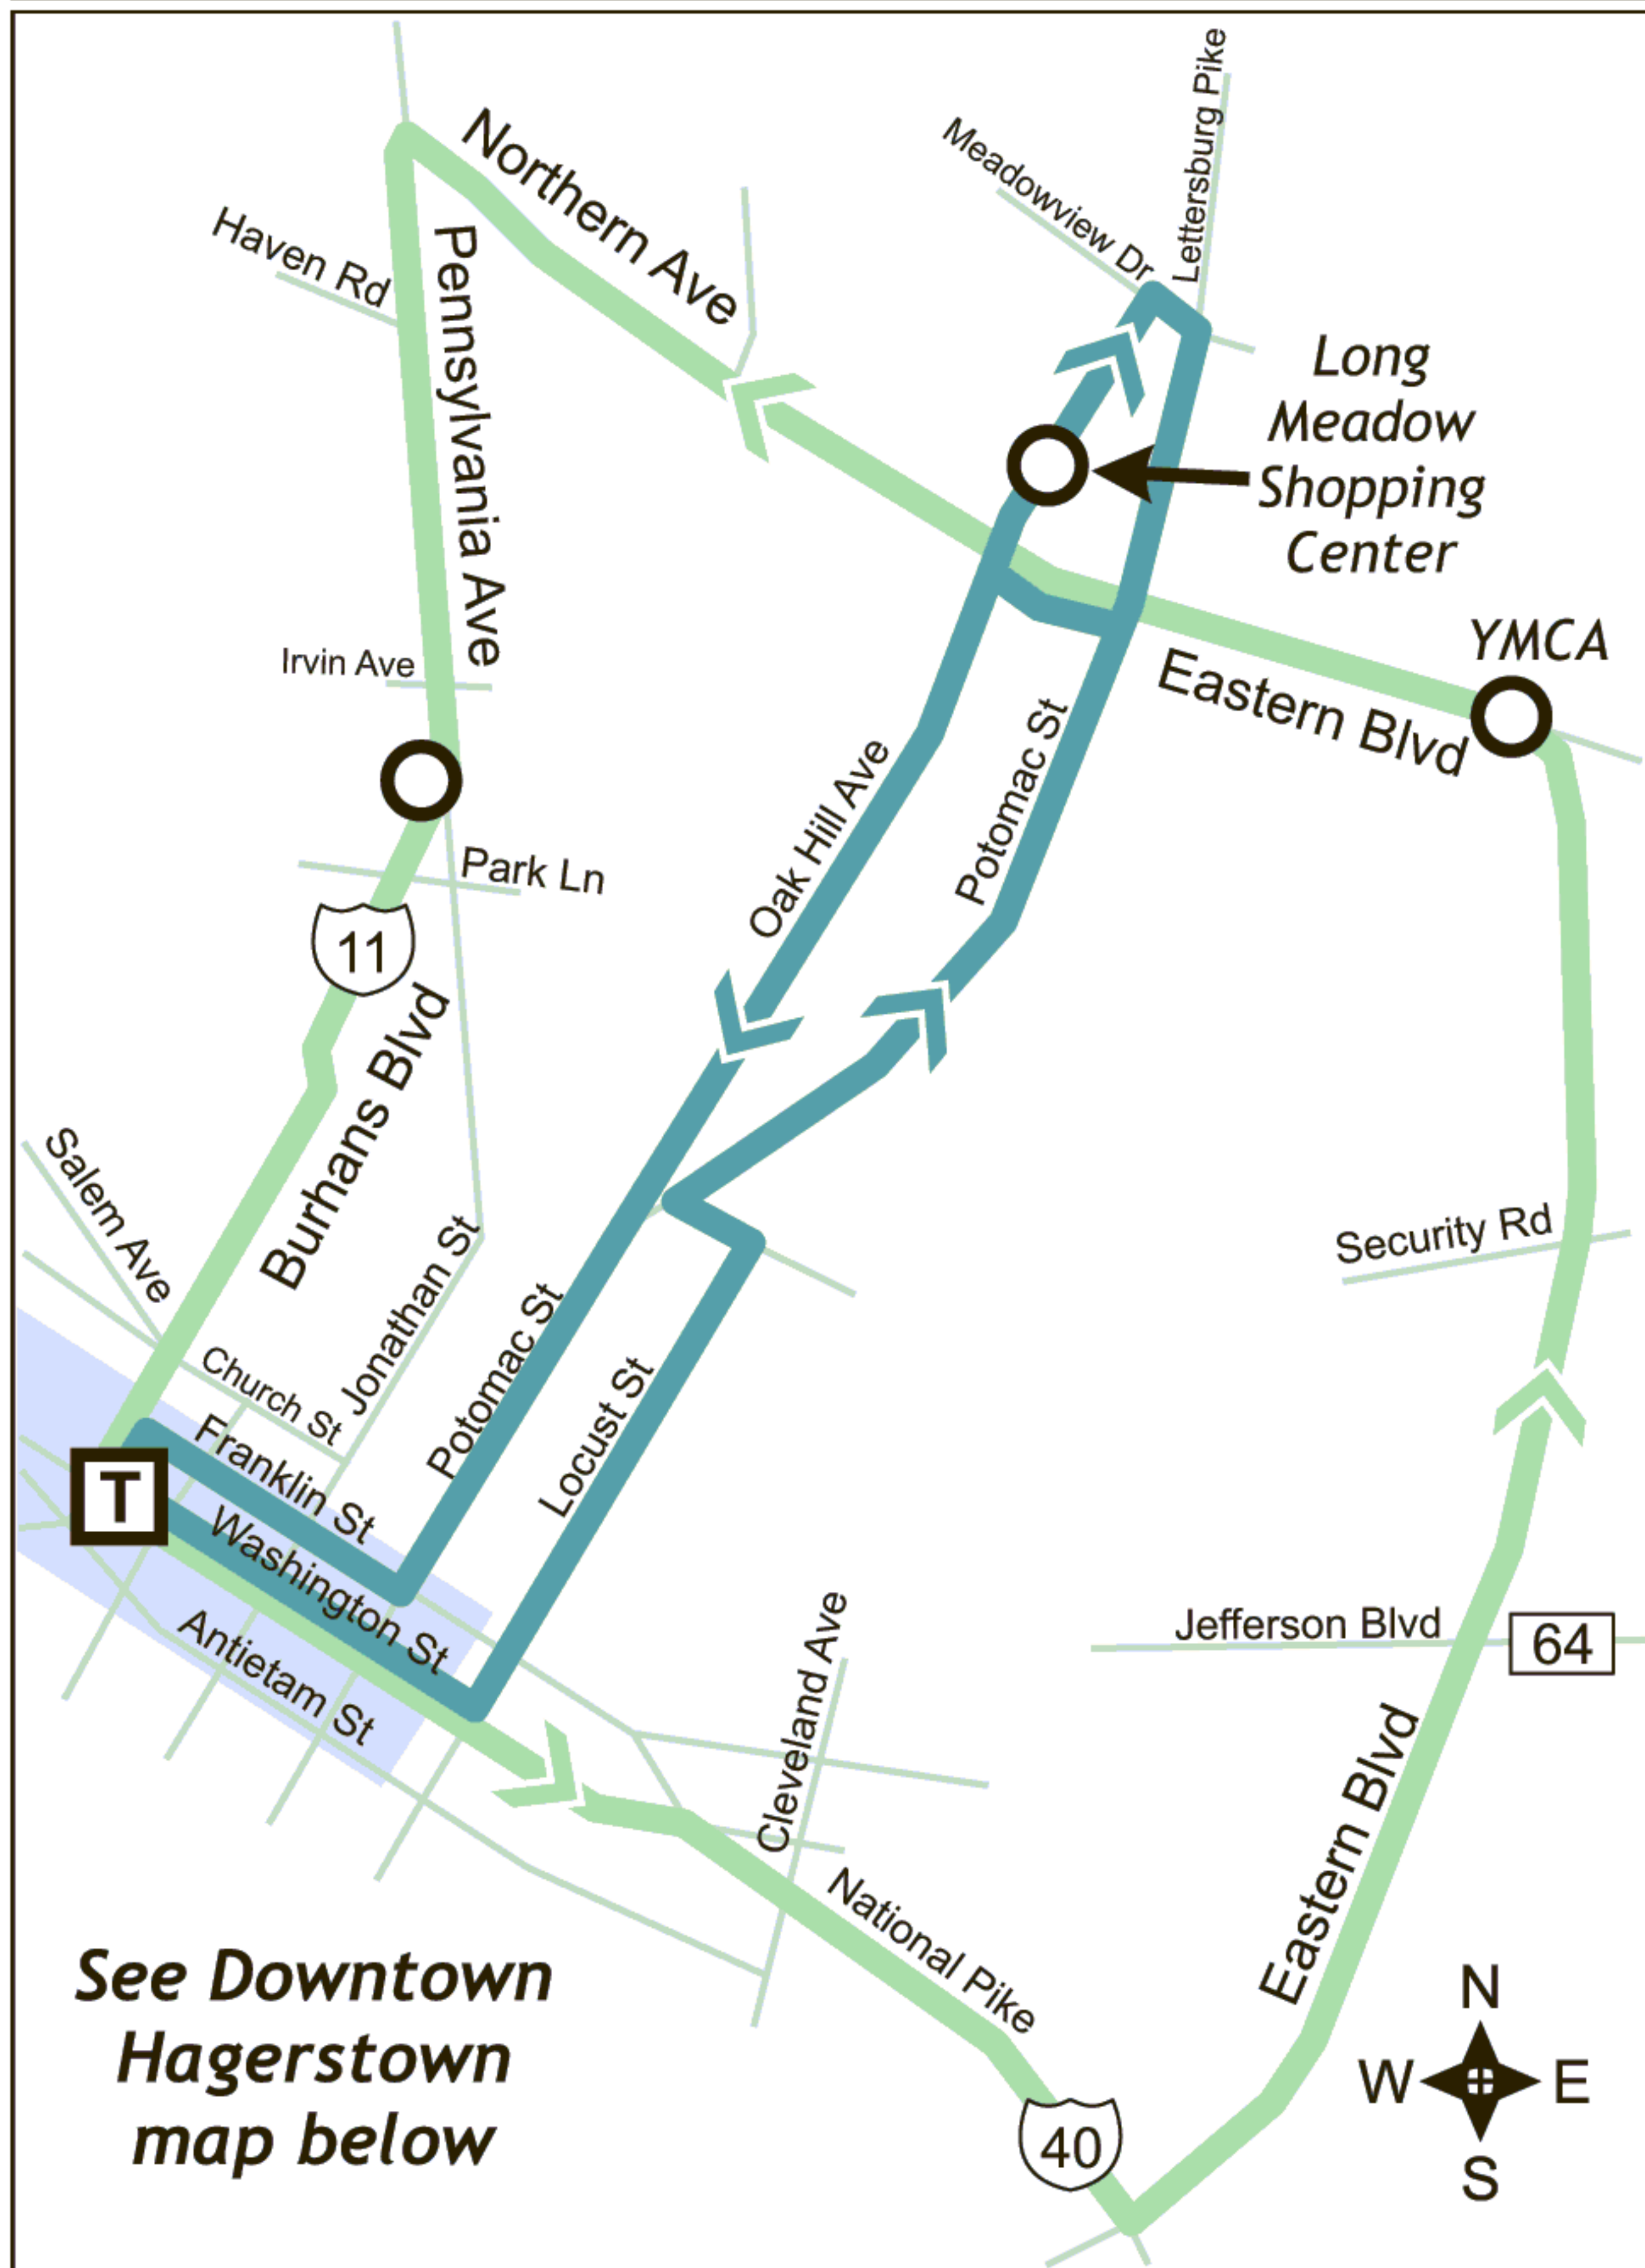 Northern Ave
Meadowview Dr
Lettersburg Pike
Haven Rd
Pennsylvania Ave
Long
Meadow
Shopping
Center
YMCA
Eastern Blvd
Irvin Ave
Oak Hill Ave
Potomac St
Park Ln
11
Burhans Blvd
Salem Ave
Jonathan St
Church St
Security Rd
Potomac St
Locust St
Franklin St
T
Washington St
Antietam St
Jefferson Blvd
64
Cleveland Ave
Eastern Blvd
National Pike
See Downtown
Hagerstown
map below
40
N
W
E
S